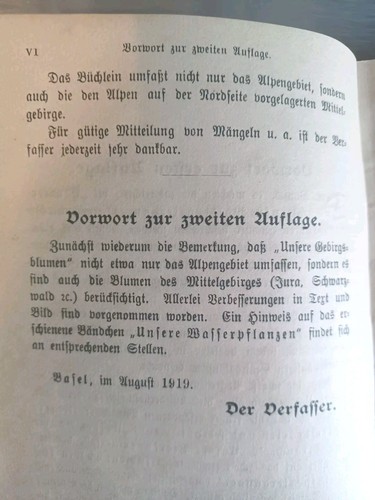 VI Vorwort zur zweiten Auflage.
Das Büchlein umfaßt nicht nur das Alpengebiet, sondern
auch die den Alpen auf der Nordseite vorgelagerten Mittel-
gebirge.
Für gütige Mitteilung von Mängeln u. a. ist der Ver-
fasser jederzeit sehr dankbar.
Vorwort zur zweiten Auflage.
Zunächst wiederum die Bemerkung, daß „Unsere Gebirgs-
blumen" nicht etwa nur das Alpengebiet umfassen, sondern es
sind auch die Blumen des Mittelgebirges (Jura, Schwarz-
wald ꝛc.) berücksichtigt. Allerlei Verbesserungen in Text und
Bild sind vorgenommen worden. Ein Hinweis auf das er-
schienene Bändchen „Unsere Wasserpflanzen" findet sich
an entsprechenden Stellen.
Basel, im August 1919.
Der Verfasser.